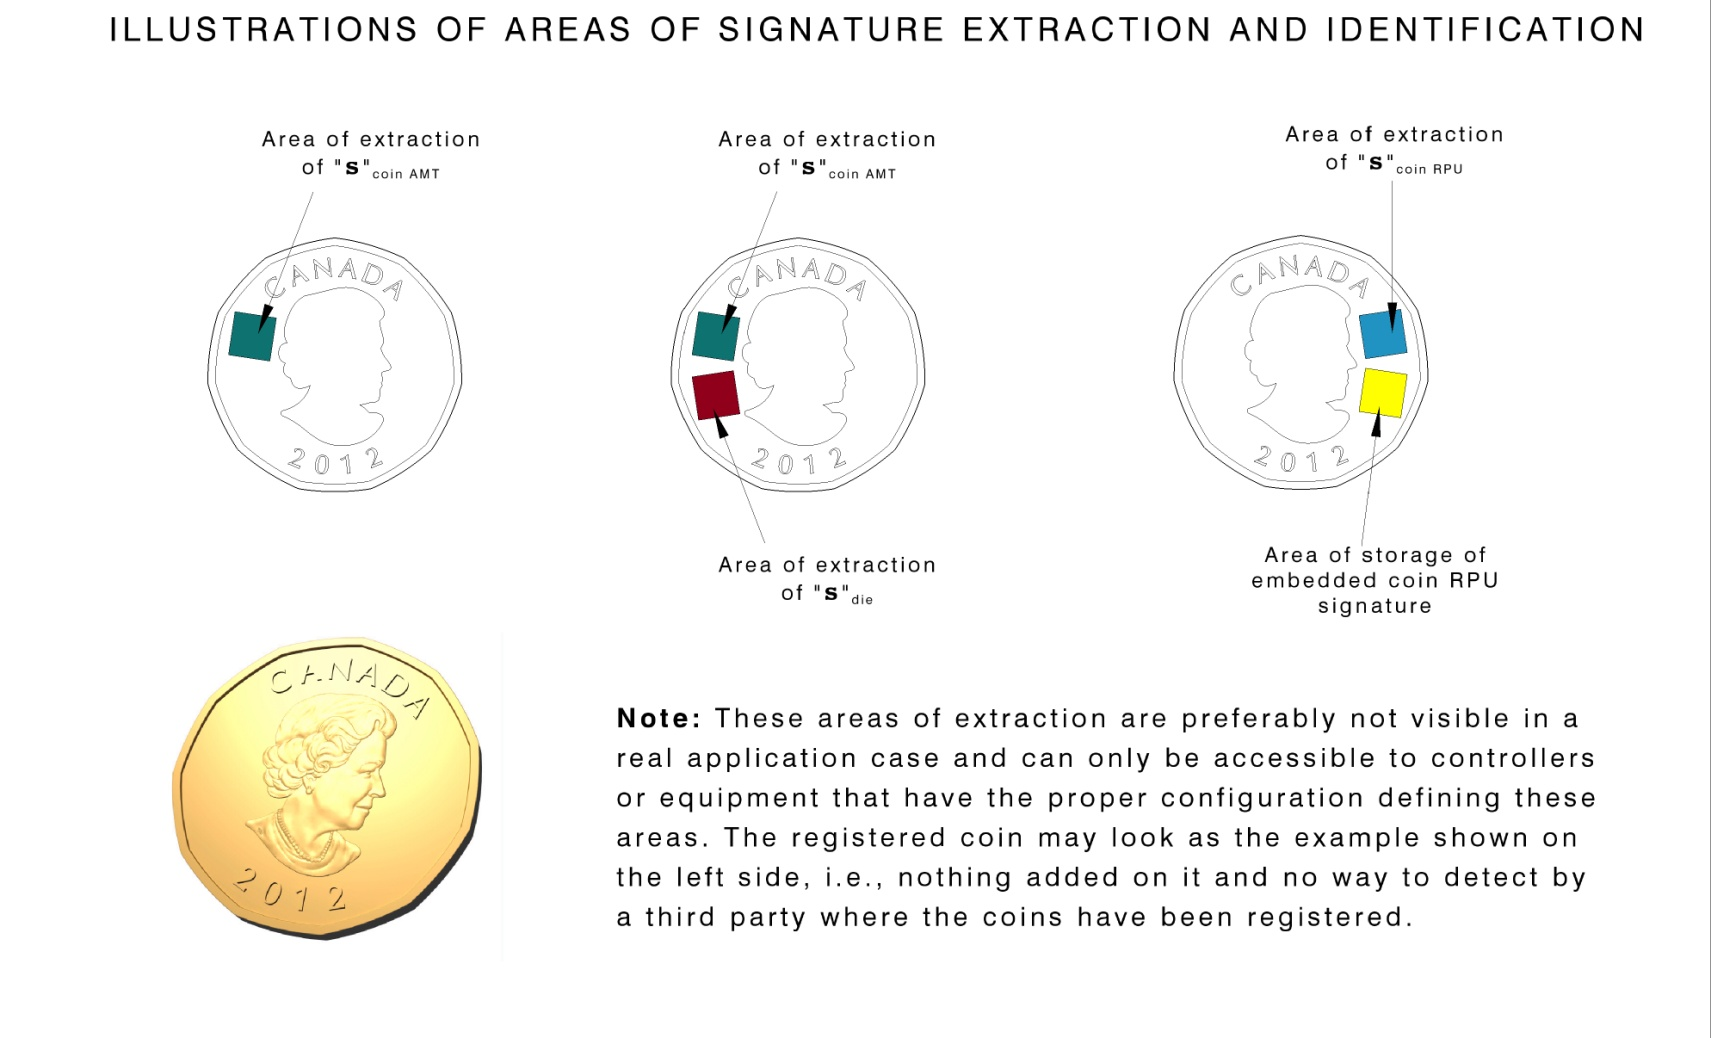 ILLUSTRATIONS OF AREAS OF SIGNATURE EXTRACTION AND IDENTIFICATION
Area of extraction
of "s"coin AMT
Area of extraction
of "s"coin AMT
Area of extraction
of "s"coin RPU
CANADA
2012
CANADA
2012
CANADA
2012
Area of extraction
of "s"die
Area of storage of
embedded coin RPU
signature
CANADA
2012
Note: These areas of extraction are preferably not visible in a
real application case and can only be accessible to controllers
or equipment that have the proper configuration defining these
areas. The registered coin may look as the example shown on
the left side, i.e., nothing added on it and no way to detect by
a third party where the coins have been registered.